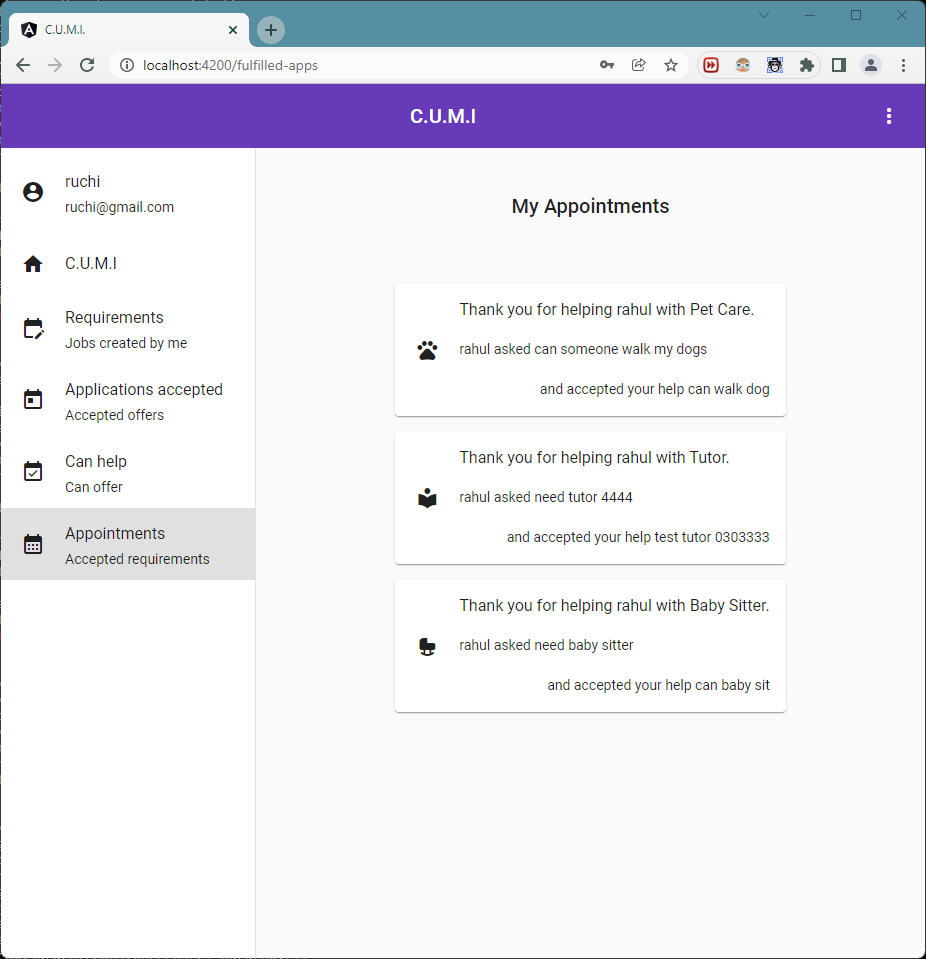 C.U.M.I.
localhost:4200/fulfilled-apps
C.U.M.I
ruchi
ruchi@gmail.com
C.U.M.I
Requirements
Jobs created by me
Applications accepted
Accepted offers
Can help
Can offer
Appointments
Accepted requirements
My Appointments
Thank you for helping rahul with Pet Care.
rahul asked can someone walk my dogs
and accepted your help can walk dog
Thank you for helping rahul with Tutor.
rahul asked need tutor 4444
and accepted your help test tutor 0303333
Thank you for helping rahul with Baby Sitter.
rahul asked need baby sitter
and accepted your help can baby sit